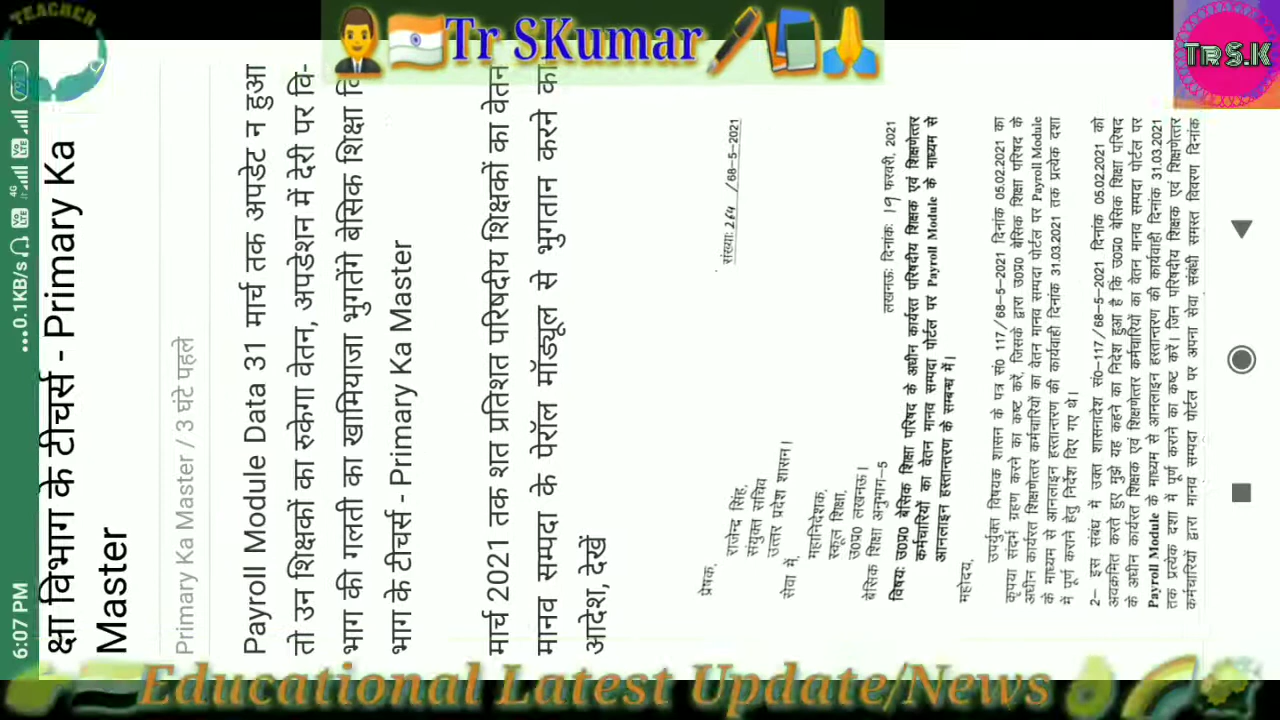 TEACHER
Tr SKumar
TRS.K
6:07 PM
...0.1KB/s
Vo LTE
4G
Vo LTE
79
क्षा विभाग के टीचर्स - Primary Ka
Master
Primary Ka Master / 3 घंटे पहले
Payroll Module Data 31 मार्च तक अपडेट न हुआ
तो उन शिक्षकों का रुकेगा वेतन, अपडेशन में देरी पर वि-
भाग की गलती का खामियाजा भुगतेंगे बेसिक शिक्षा वि
भाग के टीचर्स - Primary Ka Master
मार्च 2021 तक शत प्रतिशत परिषदीय शिक्षकों का वेतन
मानव सम्पदा के पेरॉल मॉड्यूल से भुगतान करने का
आदेश, देखें
संख्या: /68-5-2021
प्रेषक,
राजेन्द्र सिंह,
संयुक्त सचिव
उत्तर प्रदेश शासन।
सेवा में,
महानिदेशक,
स्कूल शिक्षा,
उ0प्र0 लखनऊ।
बेसिक शिक्षा अनुभाग-5
लखनऊः दिनांकः 19 फरवरी, 2021
विषयः उ0प्र0 बेसिक शिक्षा परिषद के अधीन कार्यरत परिषदीय शिक्षक एवं शिक्षणेत्तर
कर्मचारियों का वेतन मानव सम्पदा पोर्टल पर Payroll Module के माध्यम से
आनलाइन हस्तान्तरण के सम्बन्ध में।
महोदय,
उपर्युक्त विषयक शासन के पत्र सं0 117/68-5-2021 दिनांक 05.02.2021 का
कृपया संदर्भ ग्रहण करने का कष्ट करें, जिसके द्वारा उ0प्र0 बेसिक शिक्षा परिषद के
अधीन कार्यरत शिक्षणेत्तर कर्मचारियों का वेतन मानव सम्पदा पोर्टल पर Payroll Module
के माध्यम से आनलाइन हस्तान्तरण की कार्यवाही दिनांक 31.03.2021 तक प्रत्येक दशा
में पूर्ण कराने हेतु निर्देश दिए गए थे।
2- इस संबंध में उक्त शासनादेश सं0-117/68-5-2021 दिनांक 05.02.2021 को
अवक्रमित करते हुए मुझे यह कहने का निर्देश हुआ है कि उ0प्र0 बेसिक शिक्षा परिषद
के अधीन कार्यरत शिक्षक एवं शिक्षणेत्तर कर्मचारियों का वेतन मानव सम्पदा पोर्टल पर
Payroll Module के माध्यम से आनलाइन हस्तान्तरण की कार्यवाही दिनांक 31.03.2021
तक प्रत्येक दशा में पूर्ण कराने का कष्ट करें। जिन परिषदीय शिक्षक एवं शिक्षणेत्तर
कर्मचारियों द्वारा मानव सम्पदा पोर्टल पर अपना सेवा संबंधी समस्त विवरण दिनांक
Educational Latest Update/News